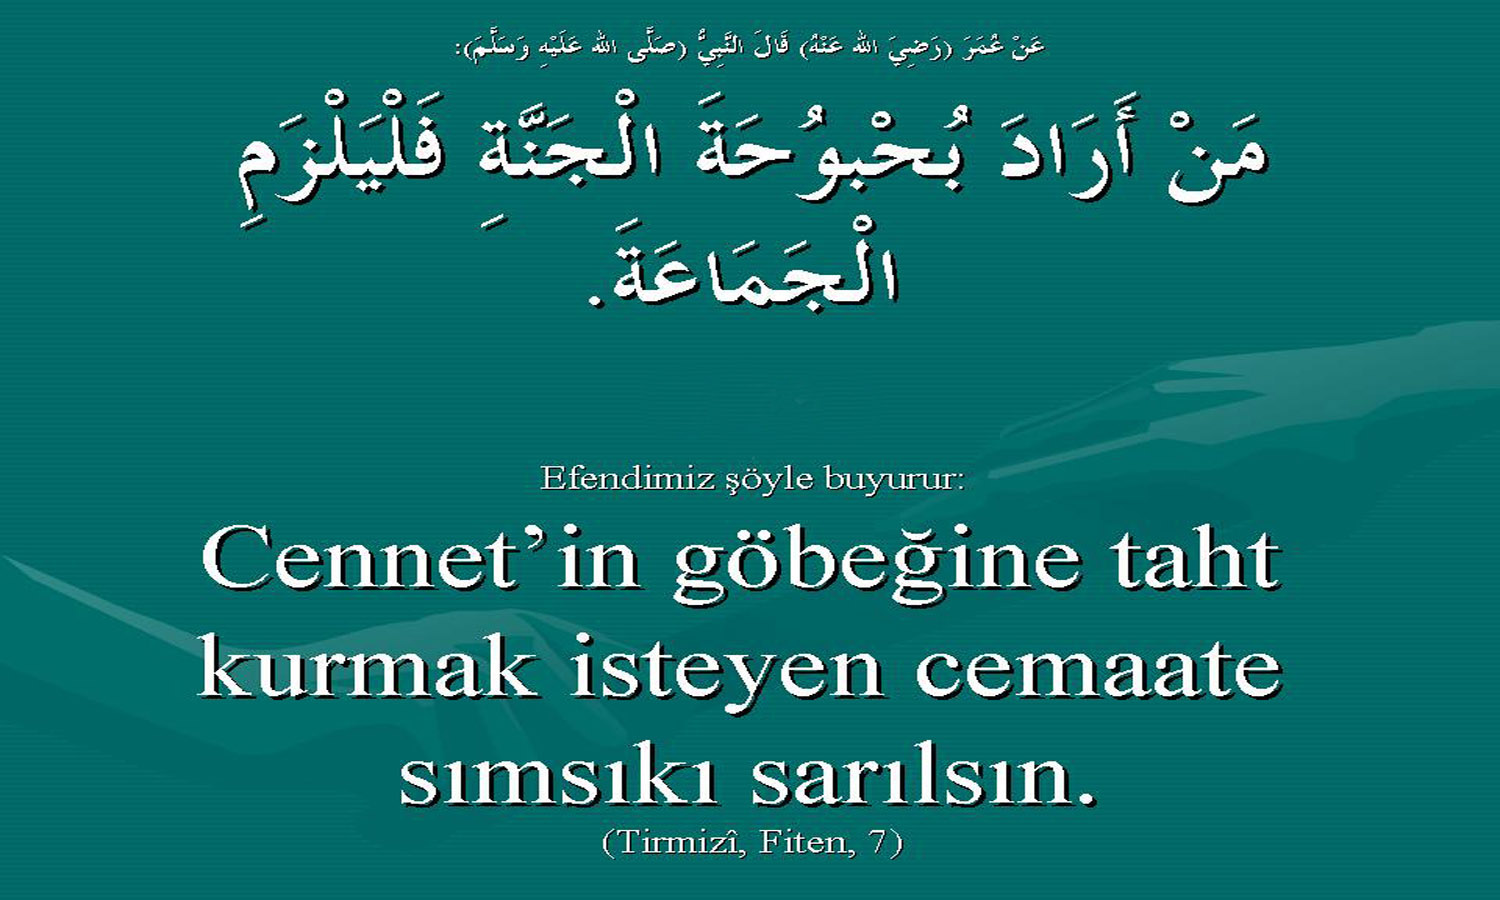 عَنْ عُمَرَ (رَضِيَ الله عَنْهُ) قَالَ النَّبِيُّ (صَلَّى الله عَلَيْهِ وَسَلَّمَ):
مَنْ أَرَادَ بُحْبوُحَةَ الْجَنَّةِ فَلْيَلْزَمِ
الْجَمَاعَةَ.
Efendimiz şöyle buyurur:
Cennet’in göbeğine taht
kurmak isteyen cemaate
sımsıkı sarılsın.
(Tirmizî, Fiten, 7)